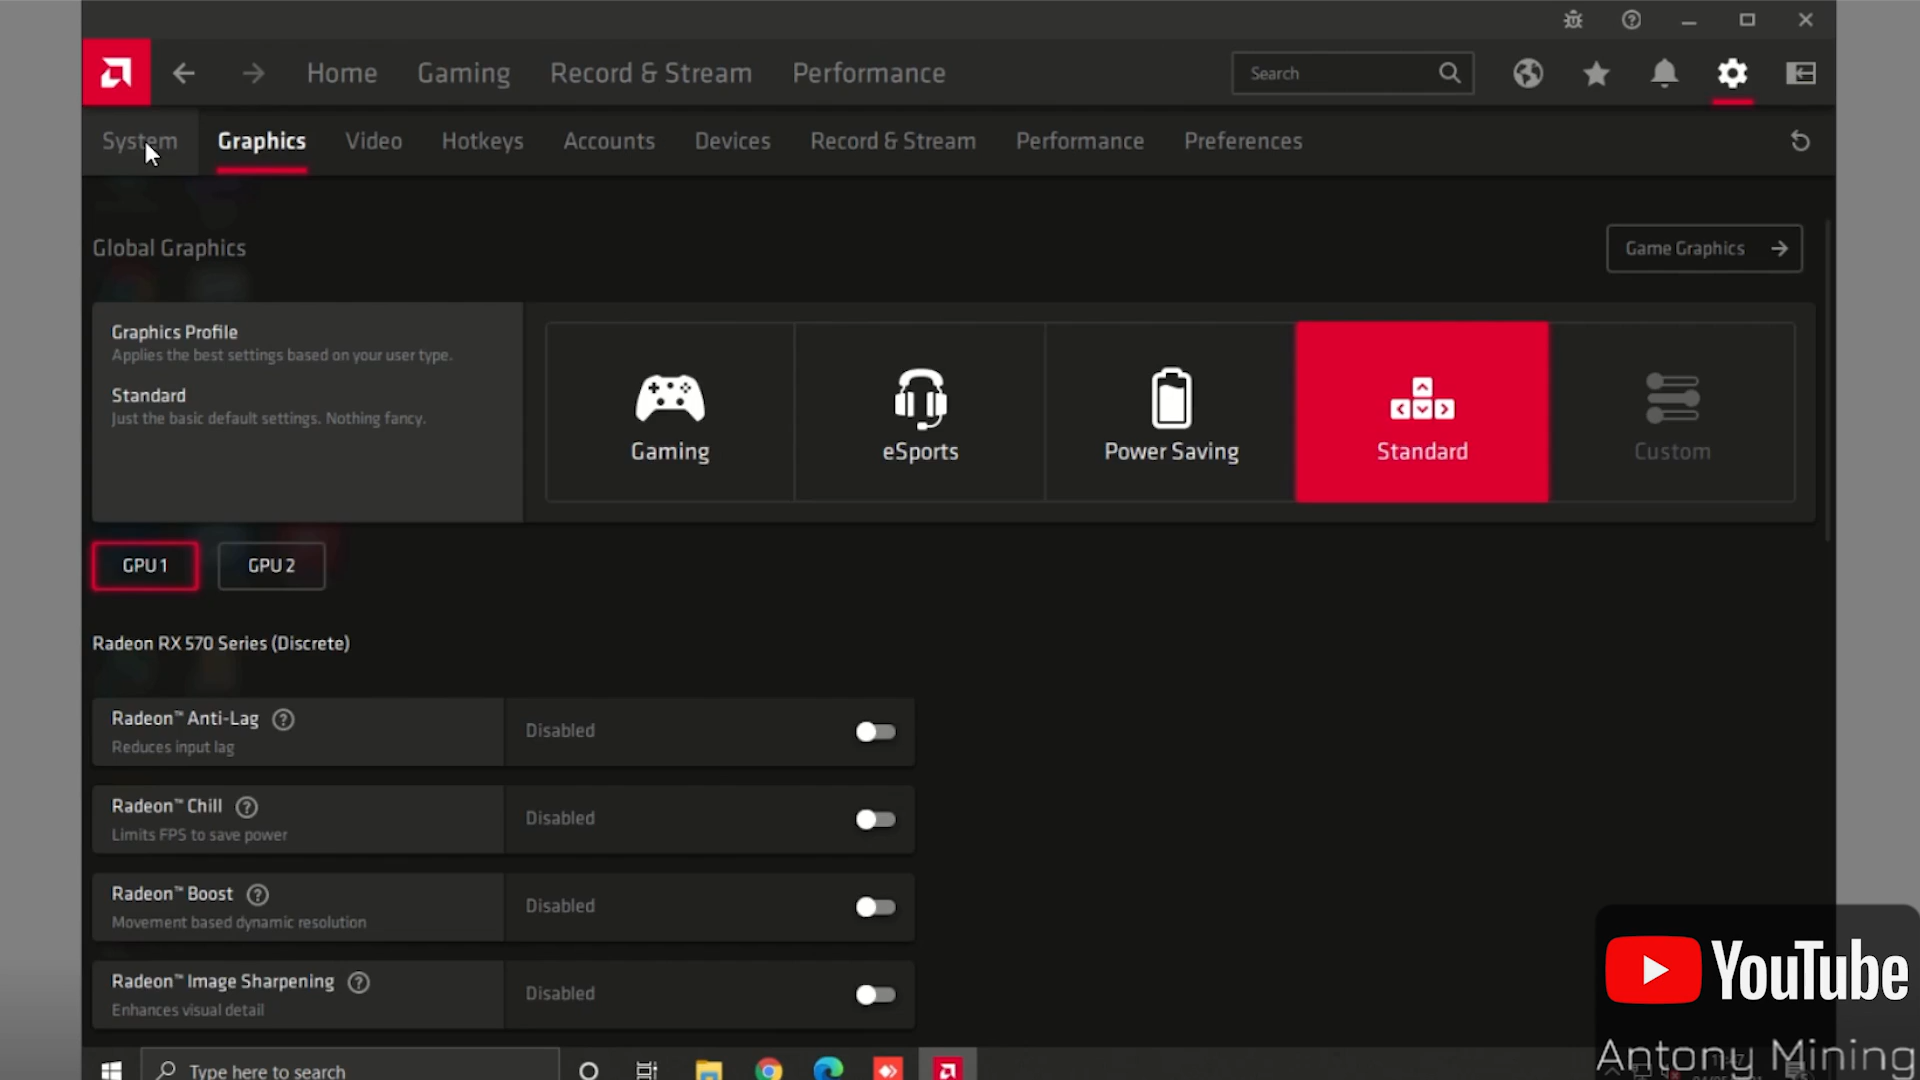 Home Gaming Record & Stream Performance Search
System Graphics Video Hotkeys Accounts Devices Record & Stream Performance Preferences
Global Graphics
Game Graphics
Graphics Profile
Applies the best settings based on your user type.
Standard
Just the basic default settings. Nothing fancy.
Gaming
eSports
Power Saving
Standard
Custom
GPU 1 GPU 2
Radeon RX 570 Series (Discrete)
Radeon™ Anti-Lag
Reduces input lag
Disabled
Radeon™ Chill
Limits FPS to save power
Disabled
Radeon™ Boost
Movement based dynamic resolution
Disabled
Radeon™ Image Sharpening
Enhances visual detail
Disabled
YouTube
Antony Mining
Type here to search